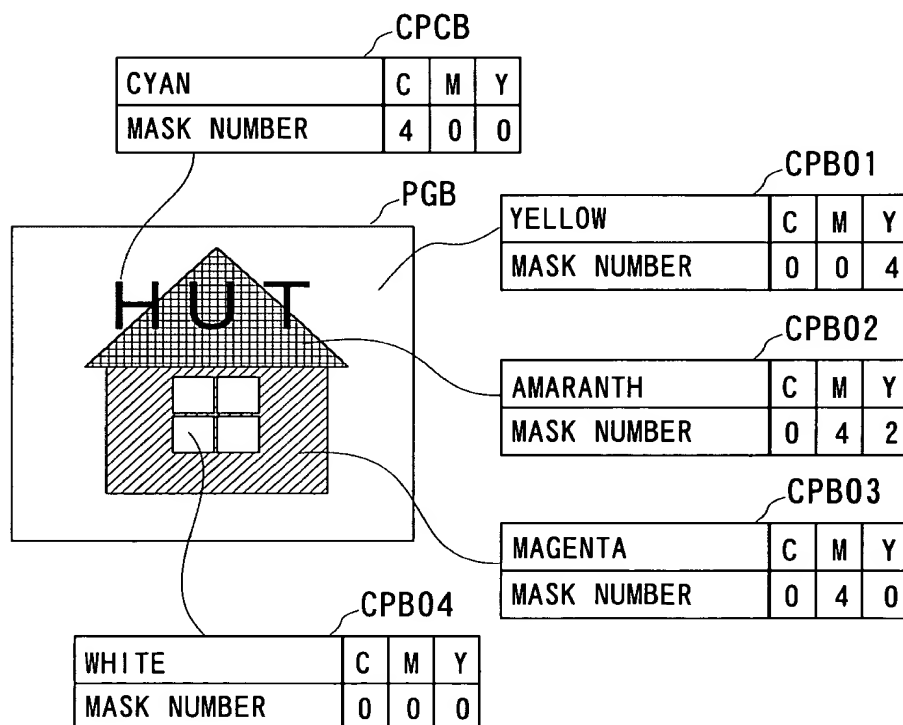 CPCB
CYAN C M Y
MASK NUMBER 4 0 0
PGB
CPB01
YELLOW C M Y
MASK NUMBER 0 0 4
HUT
CPB02
AMARANTH C M Y
MASK NUMBER 0 4 2
CPB03
MAGENTA C M Y
MASK NUMBER 0 4 0
CPB04
WHITE C M Y
MASK NUMBER 0 0 0